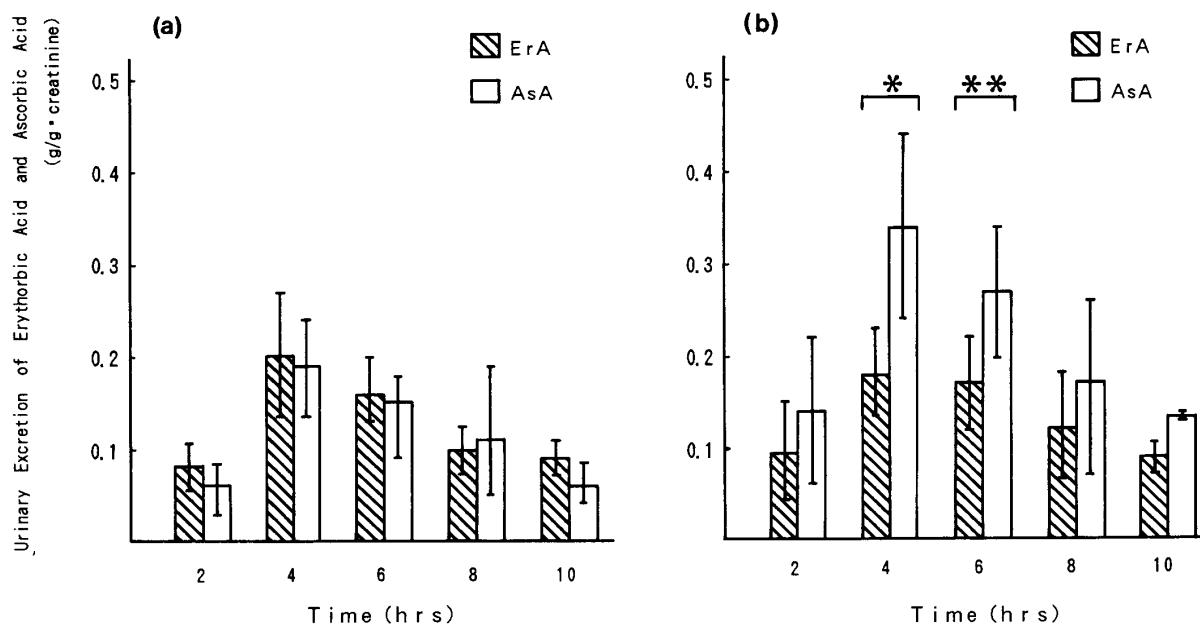 Urinary Excretion of Erythorbic Acid and Ascorbic Acid
(g/g•creatinine)
(a)
ErA
AsA
0.5
0.4
0.3
0.2
0.1
2 4 6 8 10
Time (hrs)
(b)
ErA
AsA
* **
0.5
0.4
0.3
0.2
0.1
2 4 6 8 10
Time (hrs)